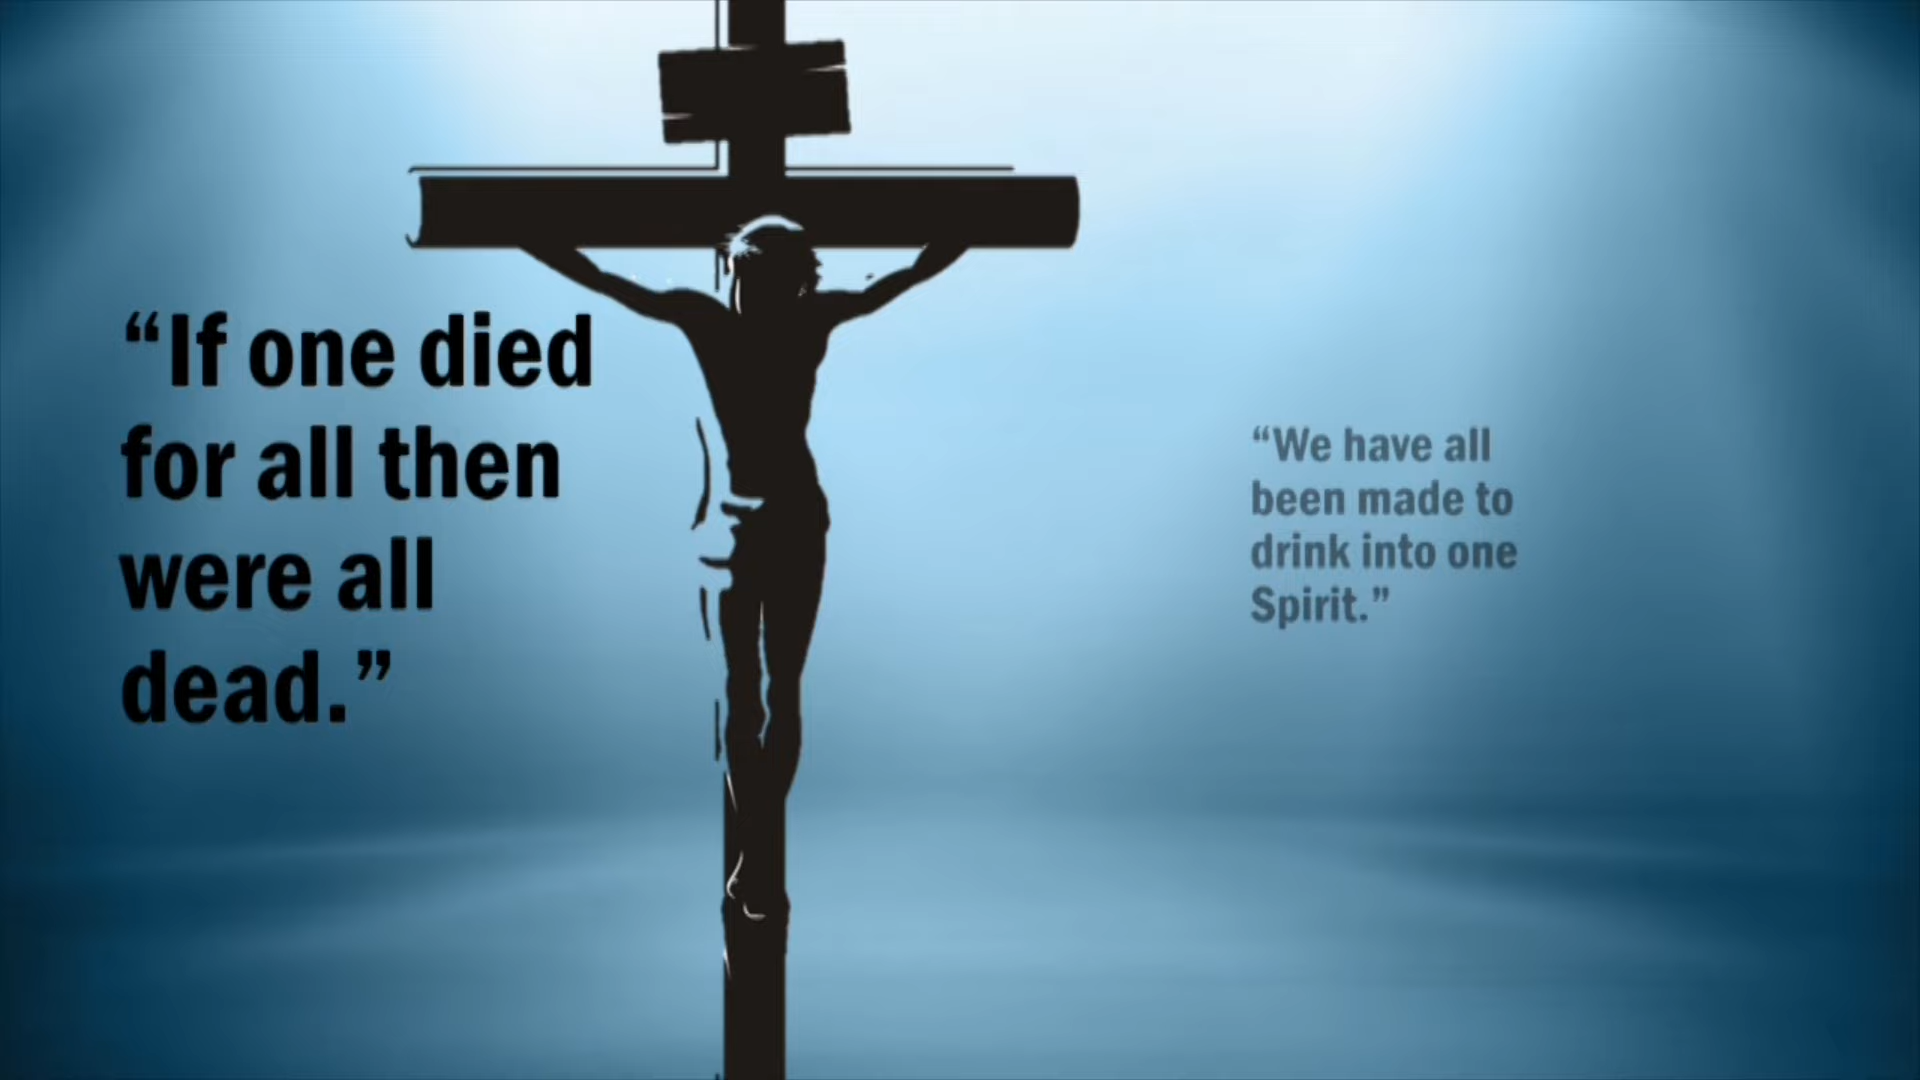 “If one died
for all then
were all
dead.”
“We have all
been made to
drink into one
Spirit.”